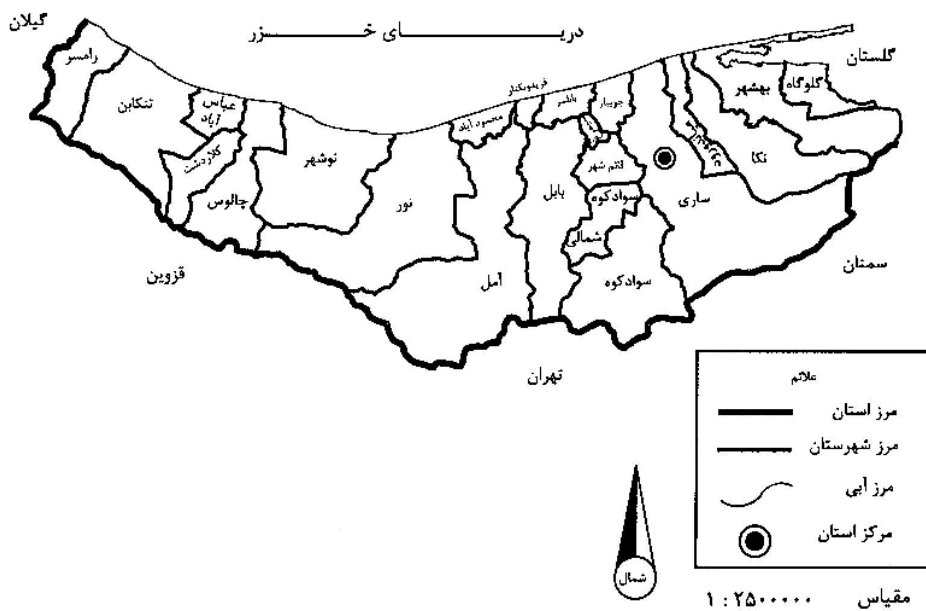 گیلان
دریـــای خـــزر
گلستان
رامسر
تنکابن
عباس
آباد
کلاردشت
چالوس
نوشهر
نور
محمود آباد
آمل
فریدونکنار
بابلسر
بابل
جویبار
قائم شهر
سوادکوه
شمالی
سوادکوه
ساری
نکا
بهشهر
گلوگاه
قزوین
تهران
سمنان
علائم
مرز استان
مرز شهرستان
مرز آبی
مرکز استان
شمال
مقیاس ۲۵۰۰۰۰۰ : ۱